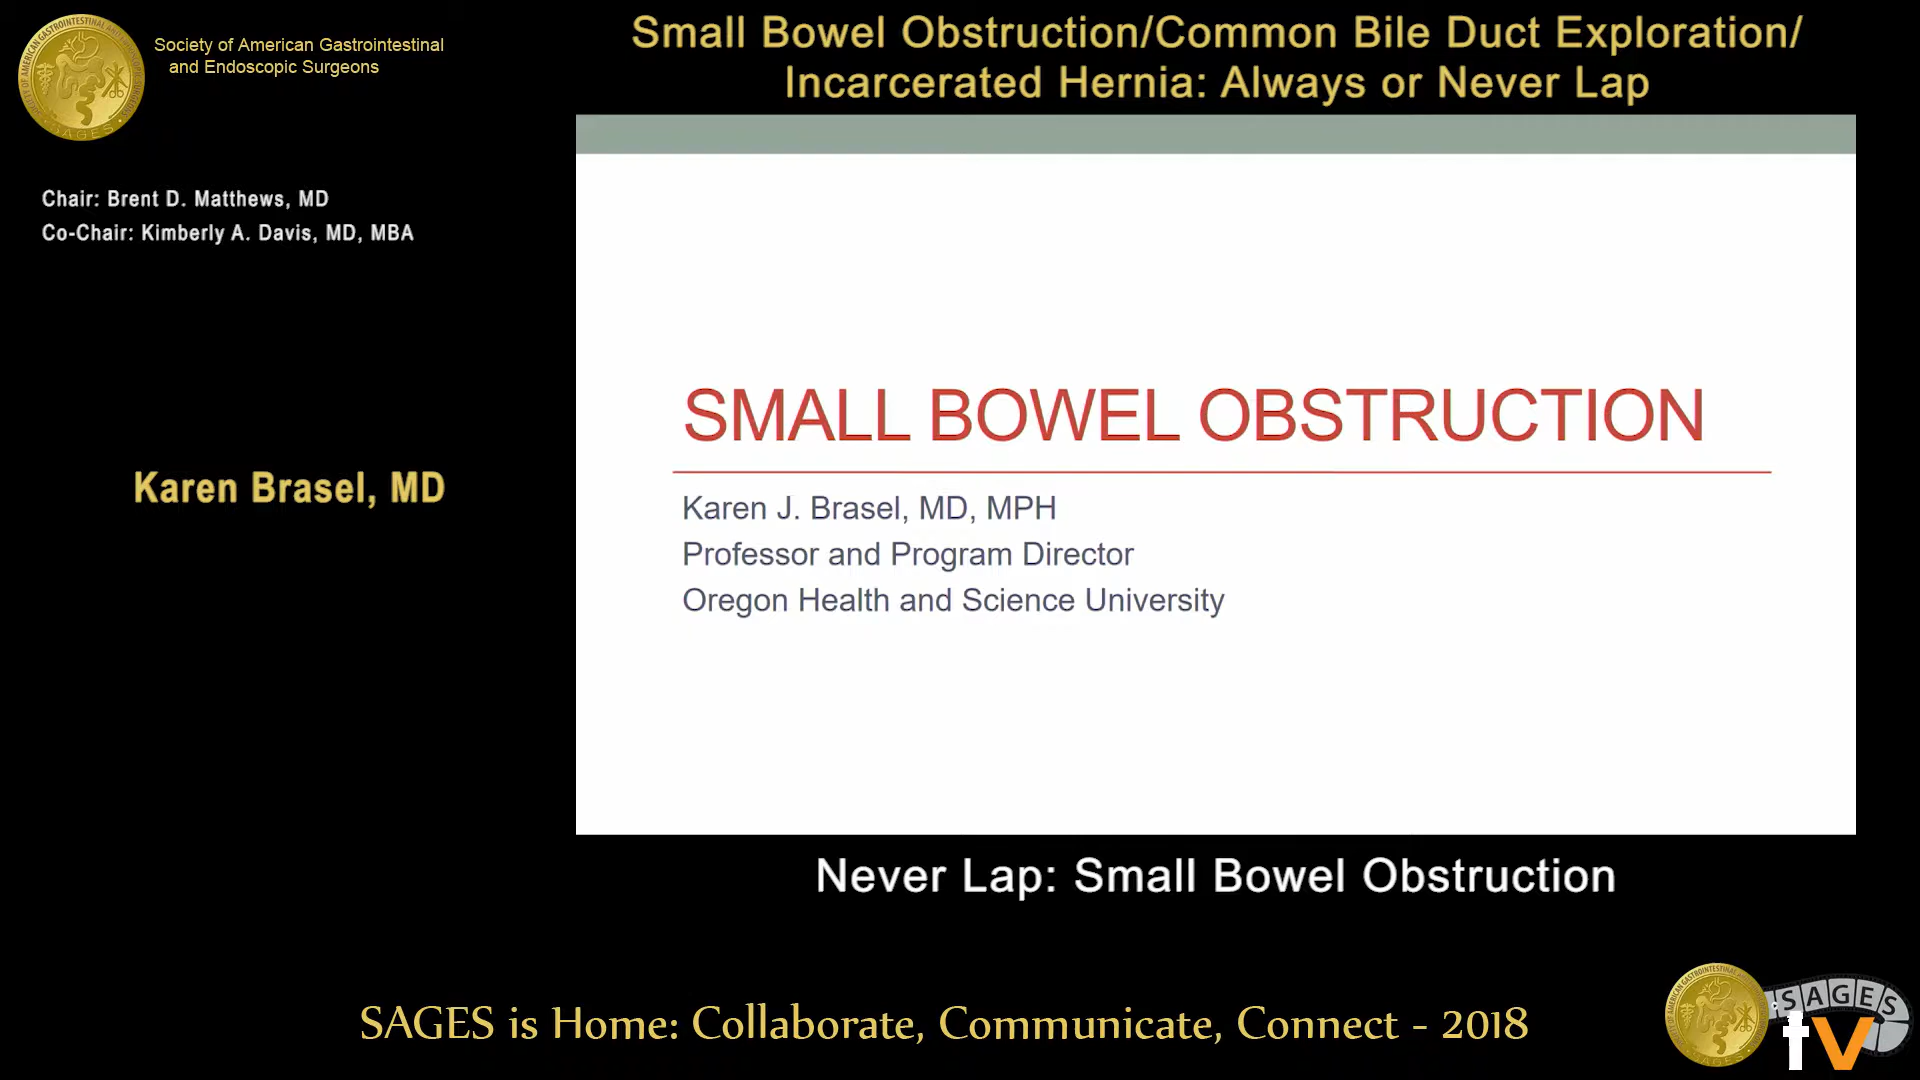 Society of American Gastrointestinal
and Endoscopic Surgeons
Small Bowel Obstruction/Common Bile Duct Exploration/
Incarcerated Hernia: Always or Never Lap
Chair: Brent D. Matthews, MD
Co-Chair: Kimberly A. Davis, MD, MBA
Karen Brasel, MD
SMALL BOWEL OBSTRUCTION
Karen J. Brasel, MD, MPH
Professor and Program Director
Oregon Health and Science University
Never Lap: Small Bowel Obstruction
SAGES is Home: Collaborate, Communicate, Connect - 2018
SAGES
tv